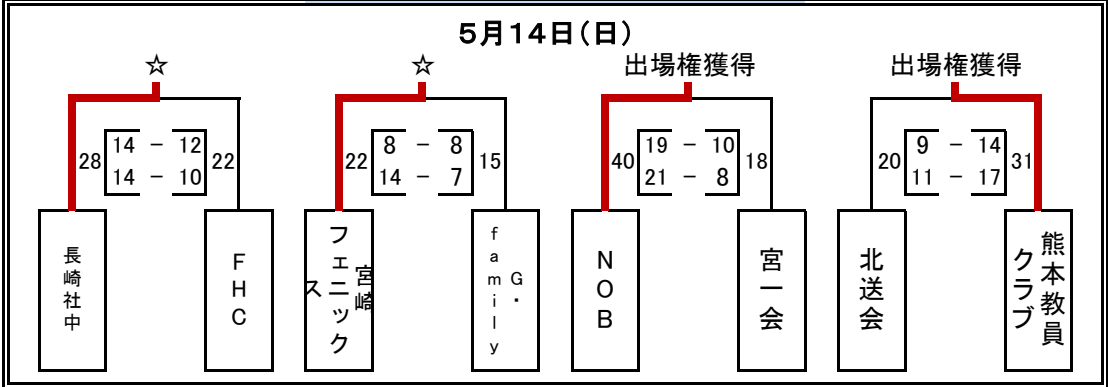 5月14日(日)
☆ ☆ 出場権獲得 出場権獲得
28 14 － 12 22
14 － 10
22 8 － 8 15
14 － 7
40 19 － 10 18
21 － 8
20 9 － 14 31
11 － 17
長崎社中
FHC
宮崎
フェニックス
G・
family
NOB
宮一会
北送会
熊本教員
クラブ